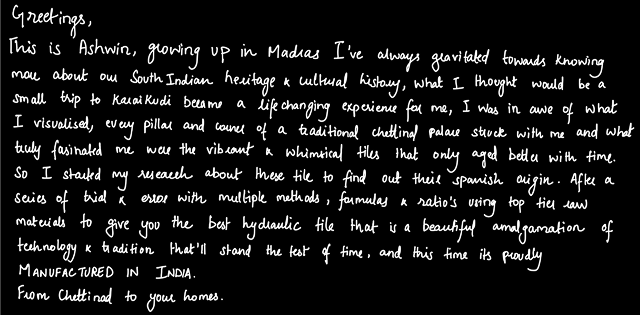 Greetings,
This is Ashwin, growing up in Madras I've always gravitated towards knowing
more about our South Indian heritage & cultural history, what I thought would be a
small trip to Karaikudi became a life changing experience for me, I was in awe of what
I visualised, every pillar and corner of a traditional chettinad palace stuck with me and what
truly fasinated me were the vibrant & whimsical tiles that only aged better with time.
So I started my research about these tile to find out their spanish origin. After a
series of trial & error with multiple methods, formulas & ratio's using top tier raw
materials to give you the best hydraulic tile that is a beautiful amalgamation of
technology & tradition that'll stand the test of time, and this time its proudly
MANUFACTURED IN INDIA.
From Chettinad to your homes.